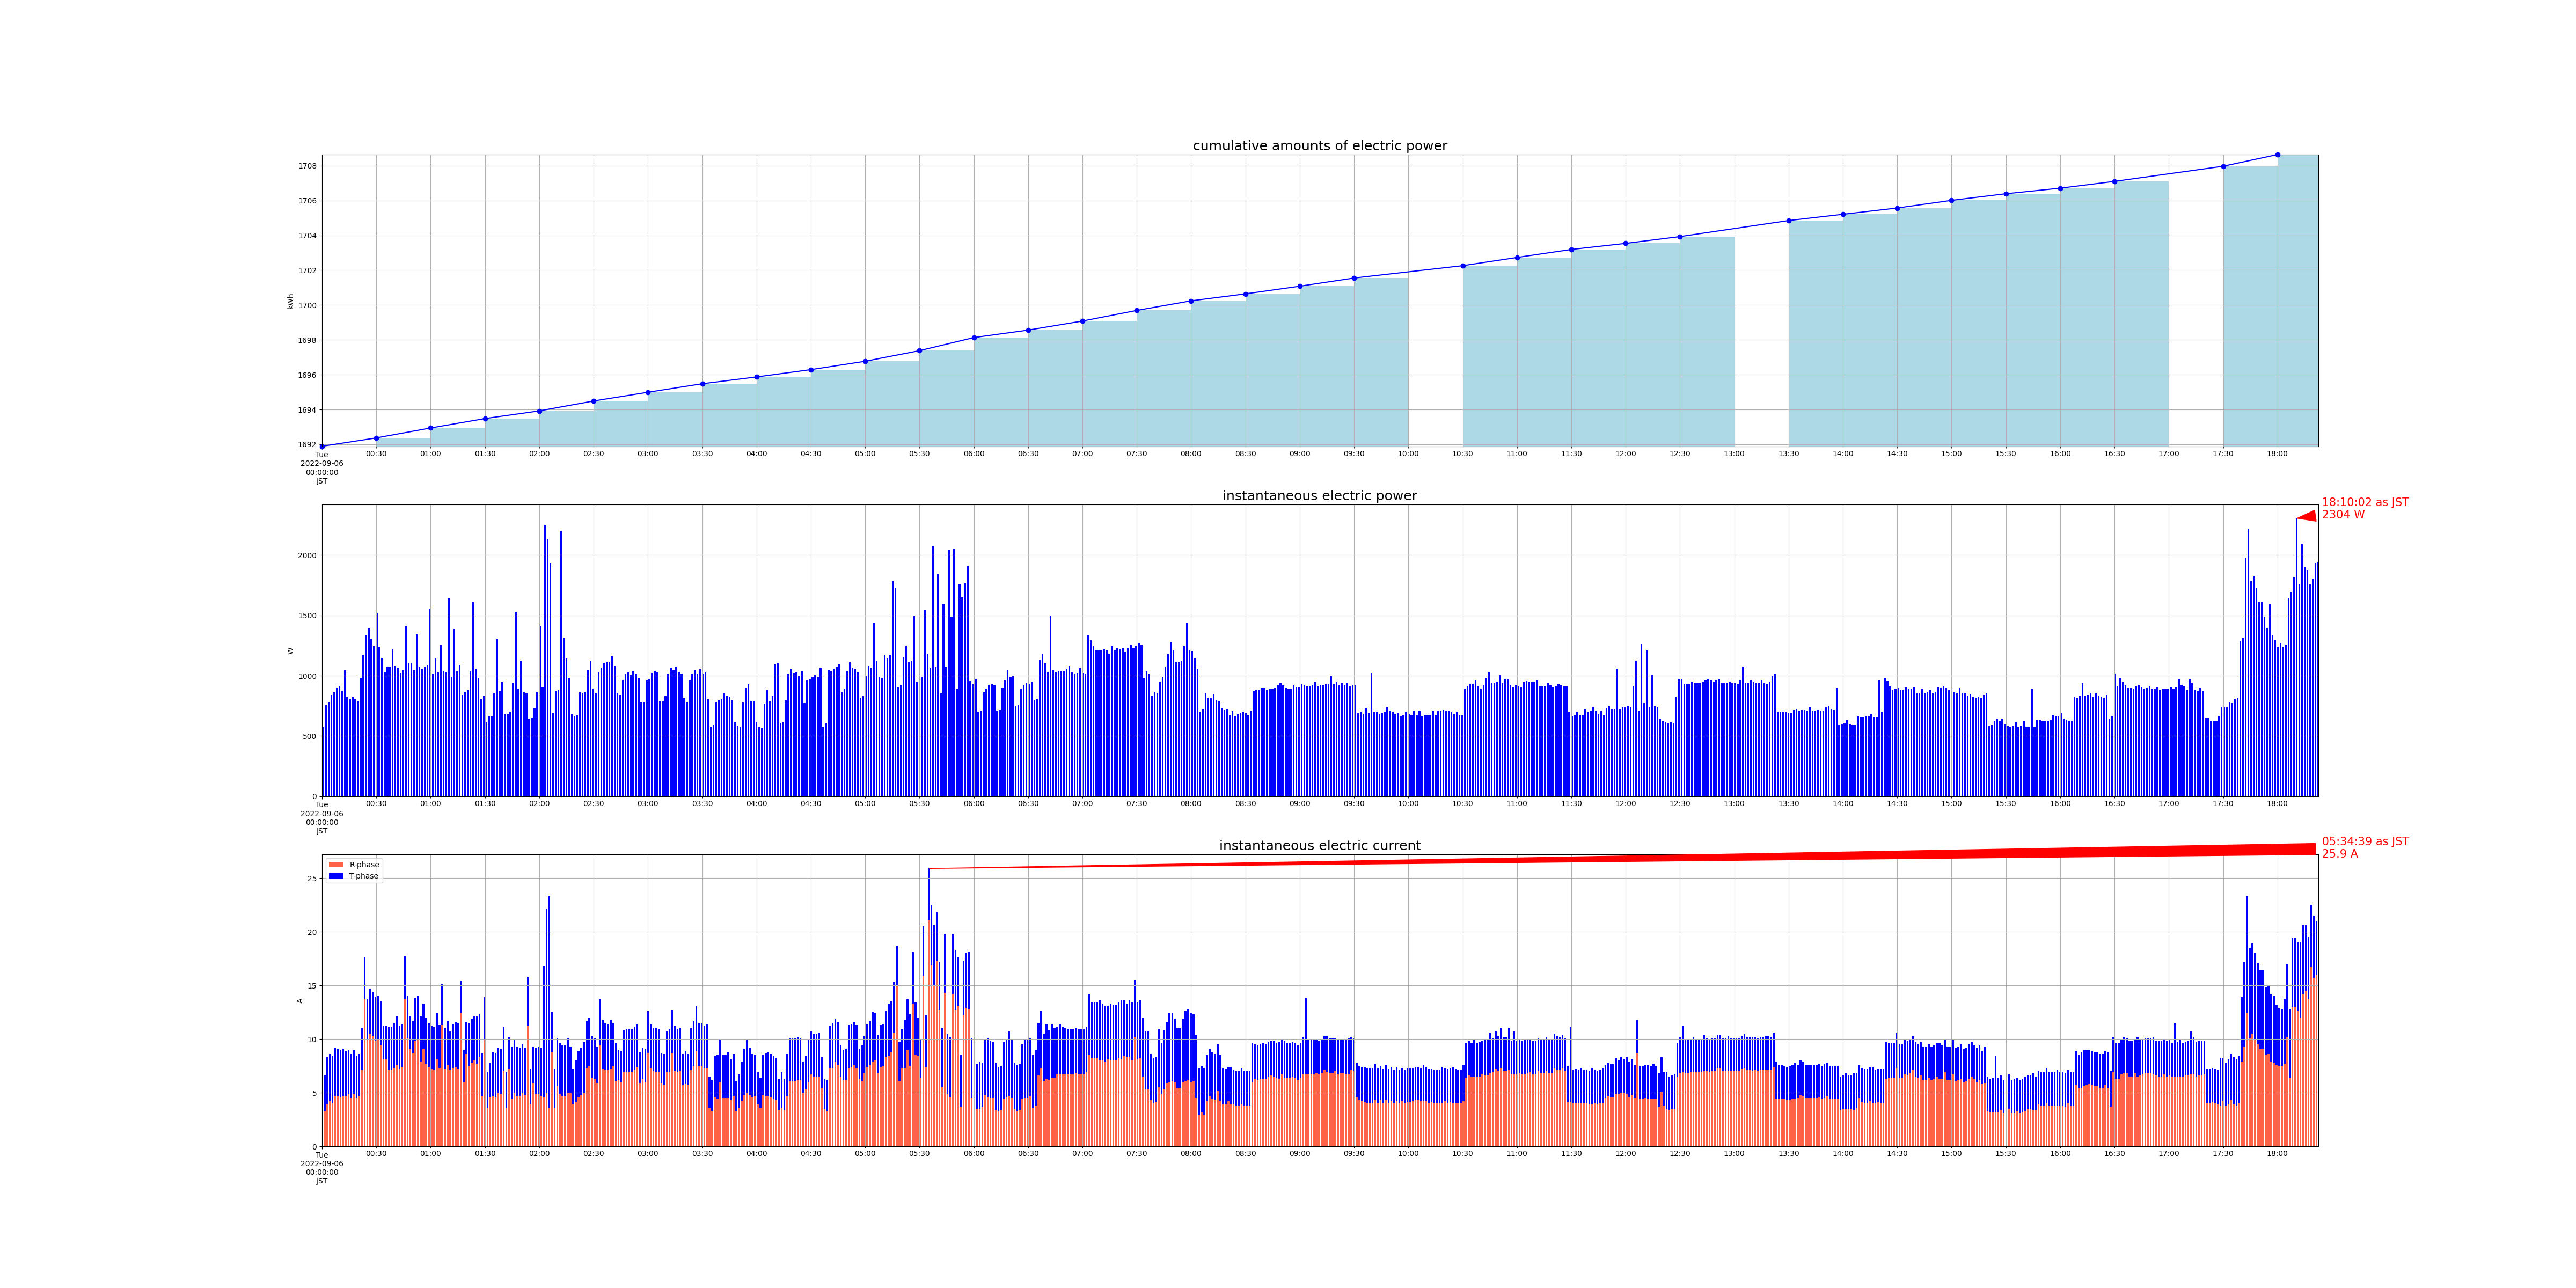 cumulative amounts of electric power
1708
1706
1704
1702
1700
1698
1696
1694
1692
kWh
Tue
2022-09-06
00:00:00
JST
00:30 01:00 01:30 02:00 02:30 03:00 03:30 04:00 04:30 05:00 05:30 06:00 06:30 07:00 07:30 08:00 08:30 09:00 09:30 10:00 10:30 11:00 11:30 12:00 12:30 13:00 13:30 14:00 14:30 15:00 15:30 16:00 16:30 17:00 17:30 18:00
instantaneous electric power
18:10:02 as JST
2304 W
2000
1500
1000
500
0
W
Tue
2022-09-06
00:00:00
JST
00:30 01:00 01:30 02:00 02:30 03:00 03:30 04:00 04:30 05:00 05:30 06:00 06:30 07:00 07:30 08:00 08:30 09:00 09:30 10:00 10:30 11:00 11:30 12:00 12:30 13:00 13:30 14:00 14:30 15:00 15:30 16:00 16:30 17:00 17:30 18:00
instantaneous electric current
05:34:39 as JST
25.9 A
R-phase
T-phase
25
20
15
10
5
0
A
Tue
2022-09-06
00:00:00
JST
00:30 01:00 01:30 02:00 02:30 03:00 03:30 04:00 04:30 05:00 05:30 06:00 06:30 07:00 07:30 08:00 08:30 09:00 09:30 10:00 10:30 11:00 11:30 12:00 12:30 13:00 13:30 14:00 14:30 15:00 15:30 16:00 16:30 17:00 17:30 18:00